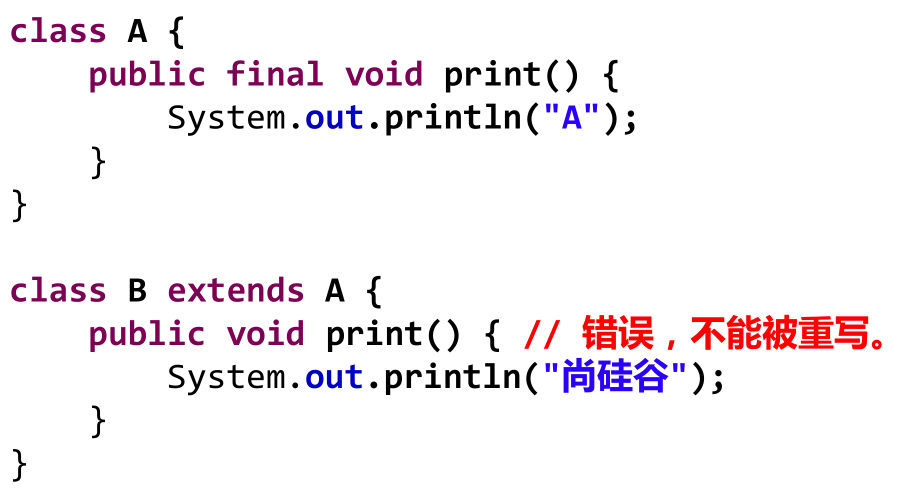 class A {
    public final void print() {
        System.out.println("A");
    }
}

class B extends A {
    public void print() { // 错误，不能被重写。
        System.out.println("尚硅谷");
    }
}